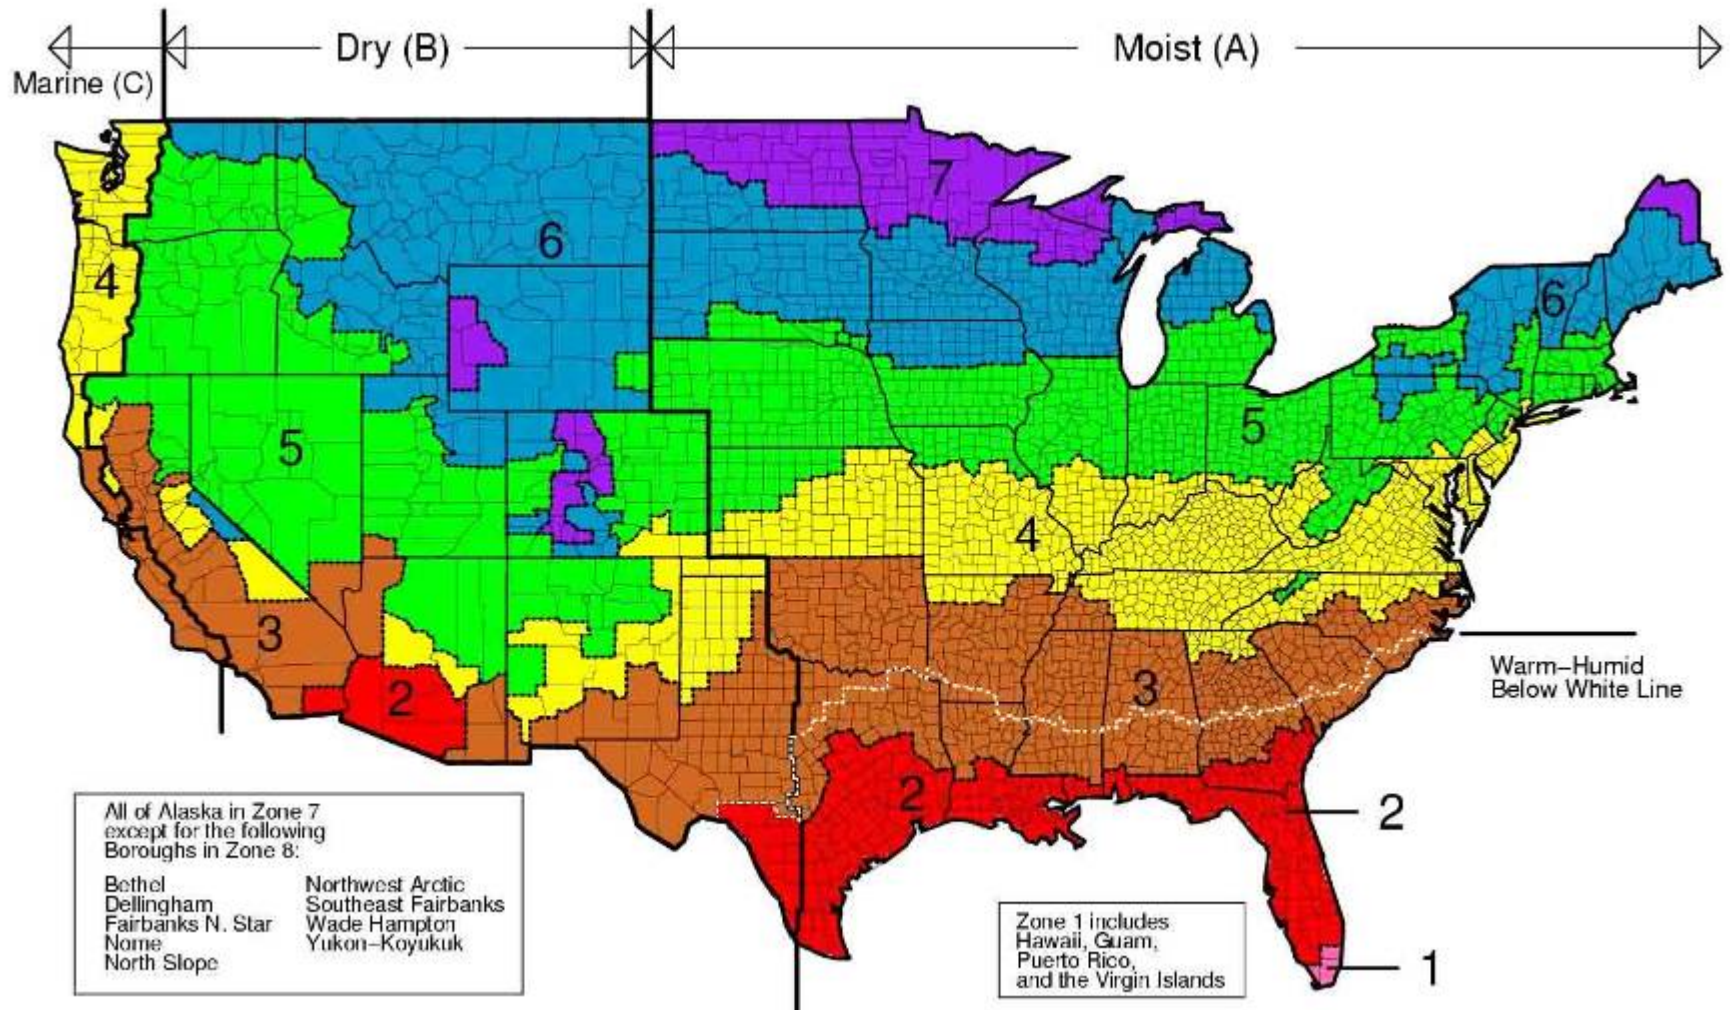 Dry (B)
Moist (A)
Marine (C)
7
6
4
6
5
5
4
3
3
2
2
Warm–Humid
Below White Line
2
1
All of Alaska in Zone 7
except for the following
Boroughs in Zone 8:
Bethel
Dellingham
Fairbanks N. Star
Nome
North Slope
Northwest Arctic
Southeast Fairbanks
Wade Hampton
Yukon–Koyukuk
Zone 1 includes
Hawaii, Guam,
Puerto Rico,
and the Virgin Islands